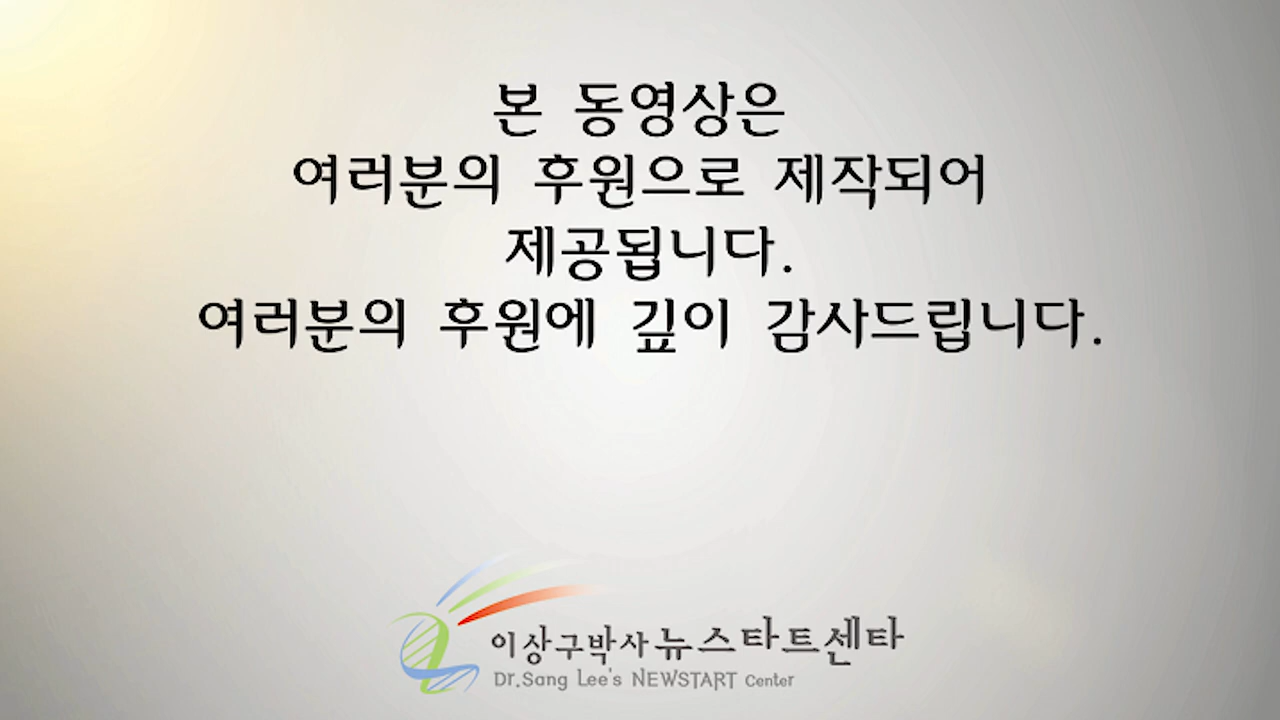 본 동영상은
여러분의 후원으로 제작되어
제공됩니다.
여러분의 후원에 깊이 감사드립니다.
이상구박사 뉴스타트센타
Dr.Sang Lee's NEWSTART Center